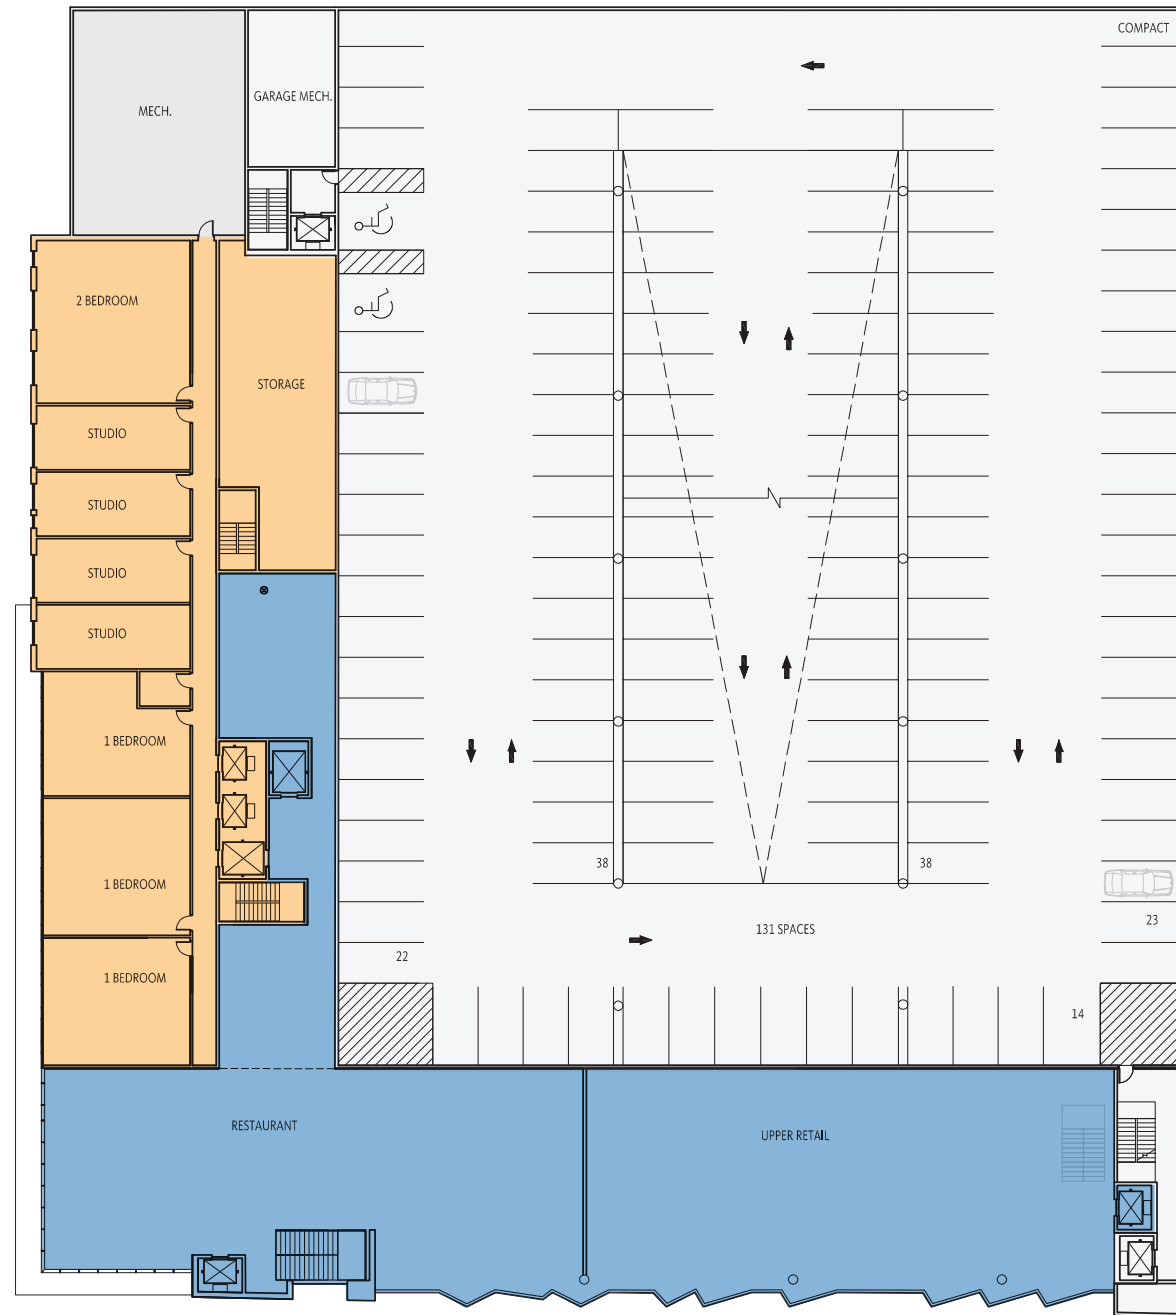 COMPACT
GARAGE MECH.
MECH.
2 BEDROOM
STORAGE
STUDIO
STUDIO
STUDIO
STUDIO
1 BEDROOM
38
38
1 BEDROOM
23
131 SPACES
22
1 BEDROOM
14
RESTAURANT
UPPER RETAIL